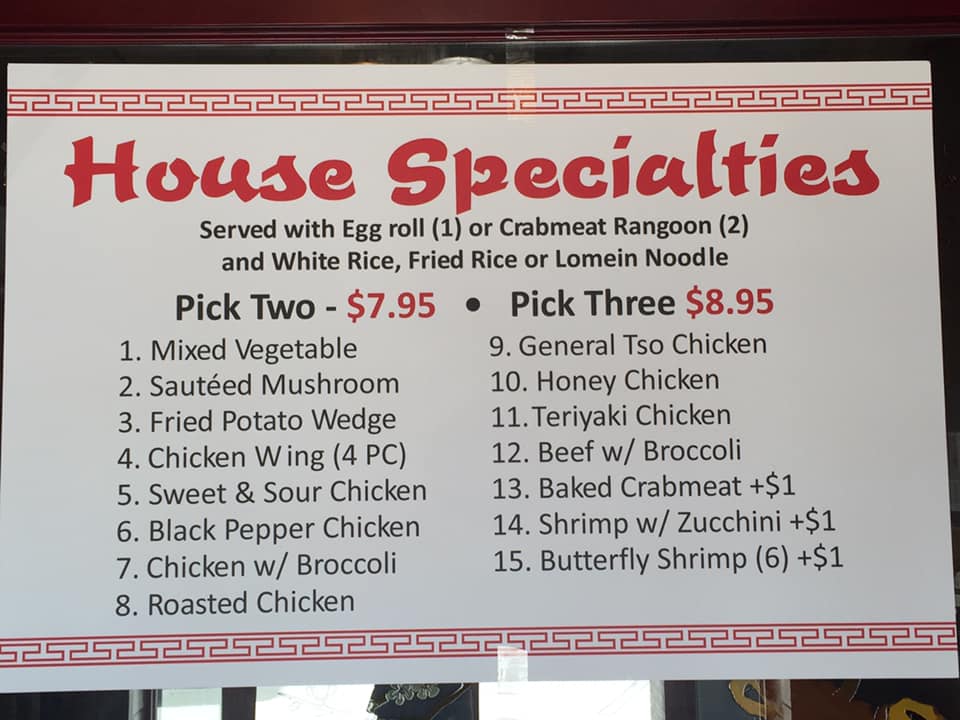 House Specialties
Served with Egg roll (1) or Crabmeat Rangoon (2)
and White Rice, Fried Rice or Lomein Noodle
Pick Two - $7.95 • Pick Three $8.95
1. Mixed Vegetable
2. Sautéed Mushroom
3. Fried Potato Wedge
4. Chicken Wing (4 PC)
5. Sweet & Sour Chicken
6. Black Pepper Chicken
7. Chicken w/ Broccoli
8. Roasted Chicken
9. General Tso Chicken
10. Honey Chicken
11. Teriyaki Chicken
12. Beef w/ Broccoli
13. Baked Crabmeat +$1
14. Shrimp w/ Zucchini +$1
15. Butterfly Shrimp (6) +$1